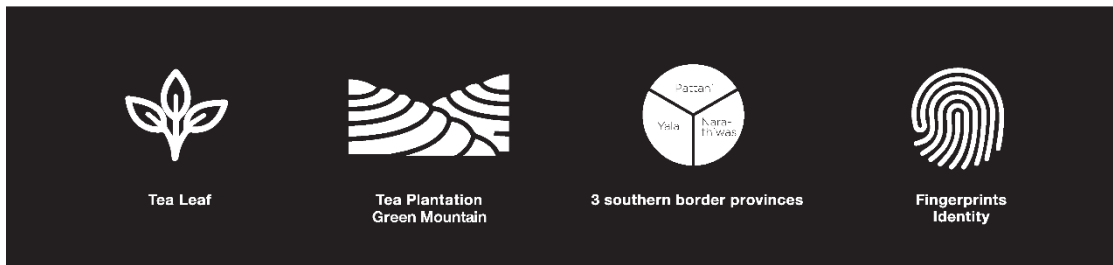 Pattani
Yala
Nara-
thiwas
Tea Leaf
Tea Plantation
Green Mountain
3 southern border provinces
Fingerprints
Identity